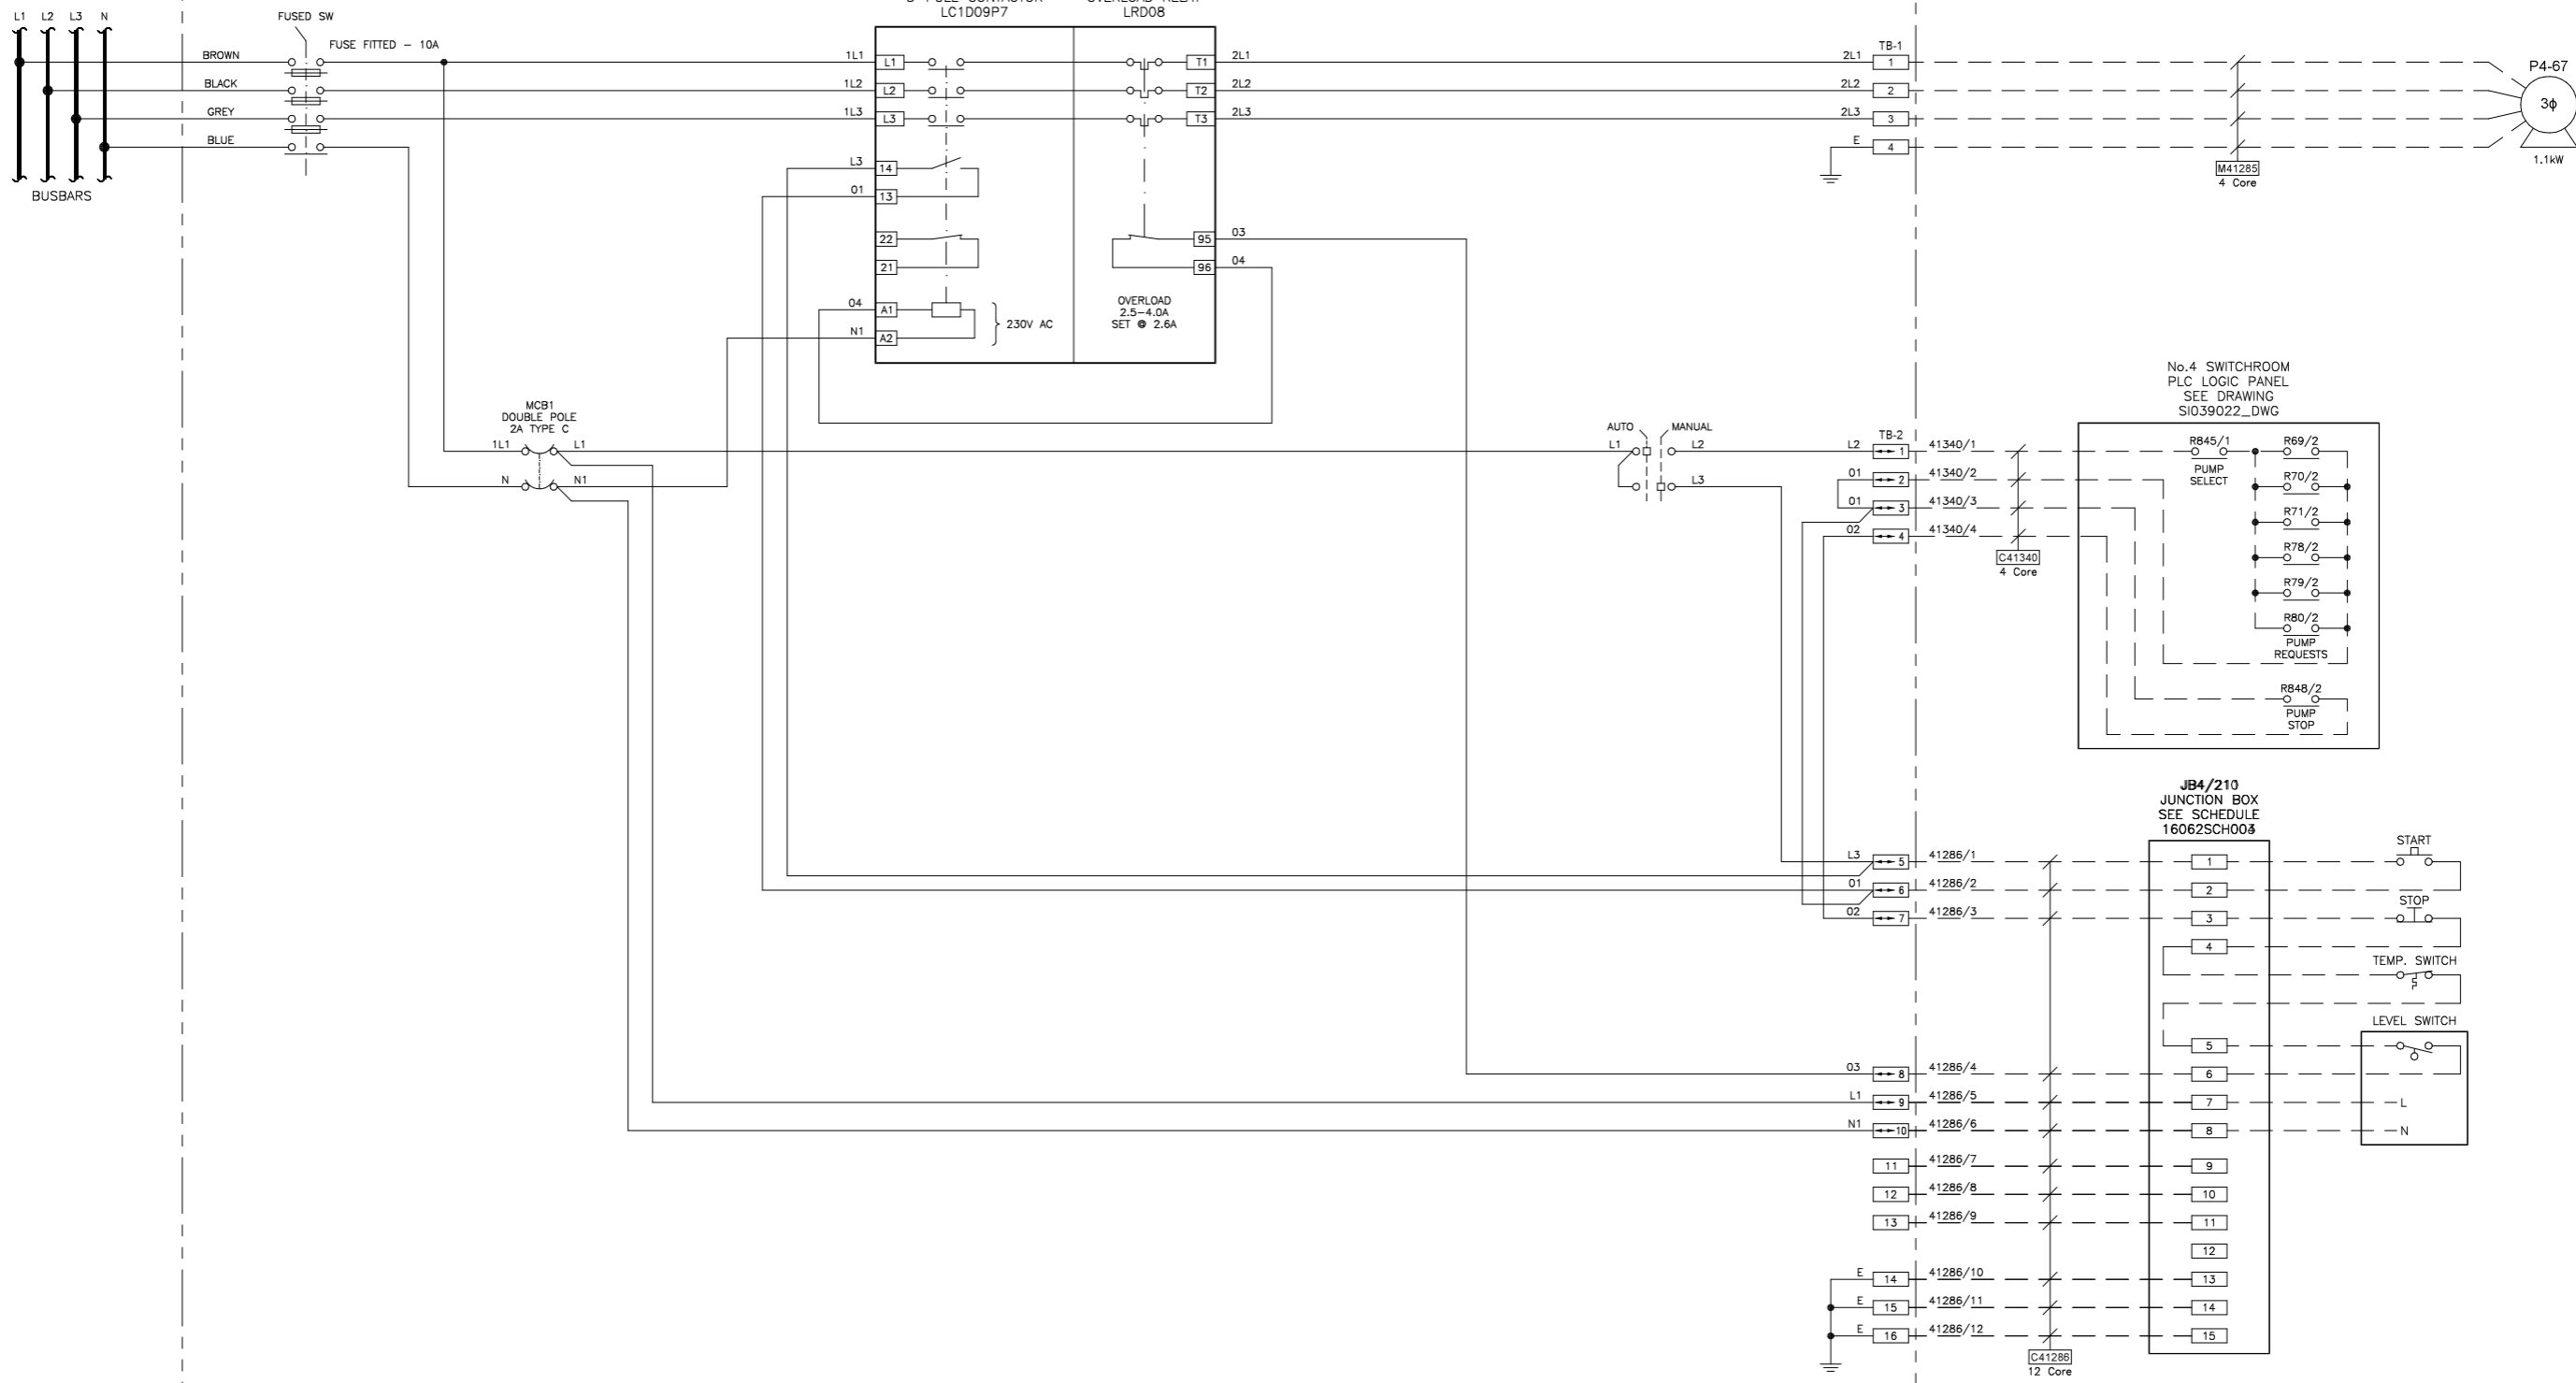 L1 L2 L3 N
BUSBARS
FUSED SW
FUSE FITTED - 10A
BROWN
BLACK
GREY
BLUE
LC1D09P7
LRD08
1L1
1L2
1L3
L1
L2
L3
L3
14
01
13
22
21
04
A1
N1
A2
230V AC
T1
T2
T3
2L1
2L2
2L3
95
03
96
04
OVERLOAD
2.5-4.0A
SET @ 2.6A
TB-1
2L1
1
2L2
2
2L3
3
E
4
M41285
4 Core
P4-67
3ϕ
1.1kW
MCB1
DOUBLE POLE
2A TYPE C
1L1
L1
N
N1
AUTO
MANUAL
L1
L2
L3
TB-2
L2
1
41340/1
01
2
41340/2
01
3
41340/3
02
4
41340/4
C41340
4 Core
No.4 SWITCHROOM
PLC LOGIC PANEL
SEE DRAWING
SI039022_DWG
R845/1
PUMP
SELECT
R69/2
R70/2
R71/2
R78/2
R79/2
R80/2
PUMP
REQUESTS
R848/2
PUMP
STOP
L3
5
41286/1
01
6
41286/2
02
7
41286/3
03
8
41286/4
L1
9
41286/5
N1
10
41286/6
11
41286/7
12
41286/8
13
41286/9
E
14
41286/10
E
15
41286/11
E
16
41286/12
C41286
12 Core
JB4/210
JUNCTION BOX
SEE SCHEDULE
1
2
3
4
5
6
7
8
9
10
11
12
13
14
15
START
STOP
TEMP. SWITCH
LEVEL SWITCH
L
N